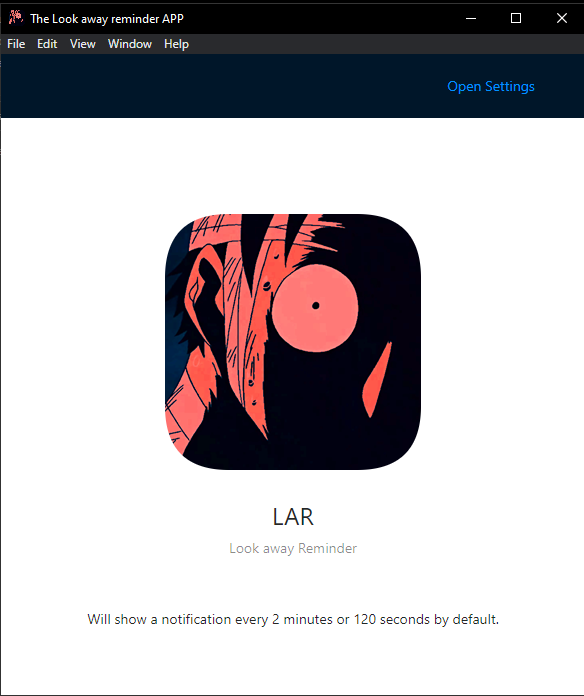 The Look away reminder APP
File Edit View Window Help
Open Settings
LAR
Look away Reminder
Will show a notification every 2 minutes or 120 seconds by default.